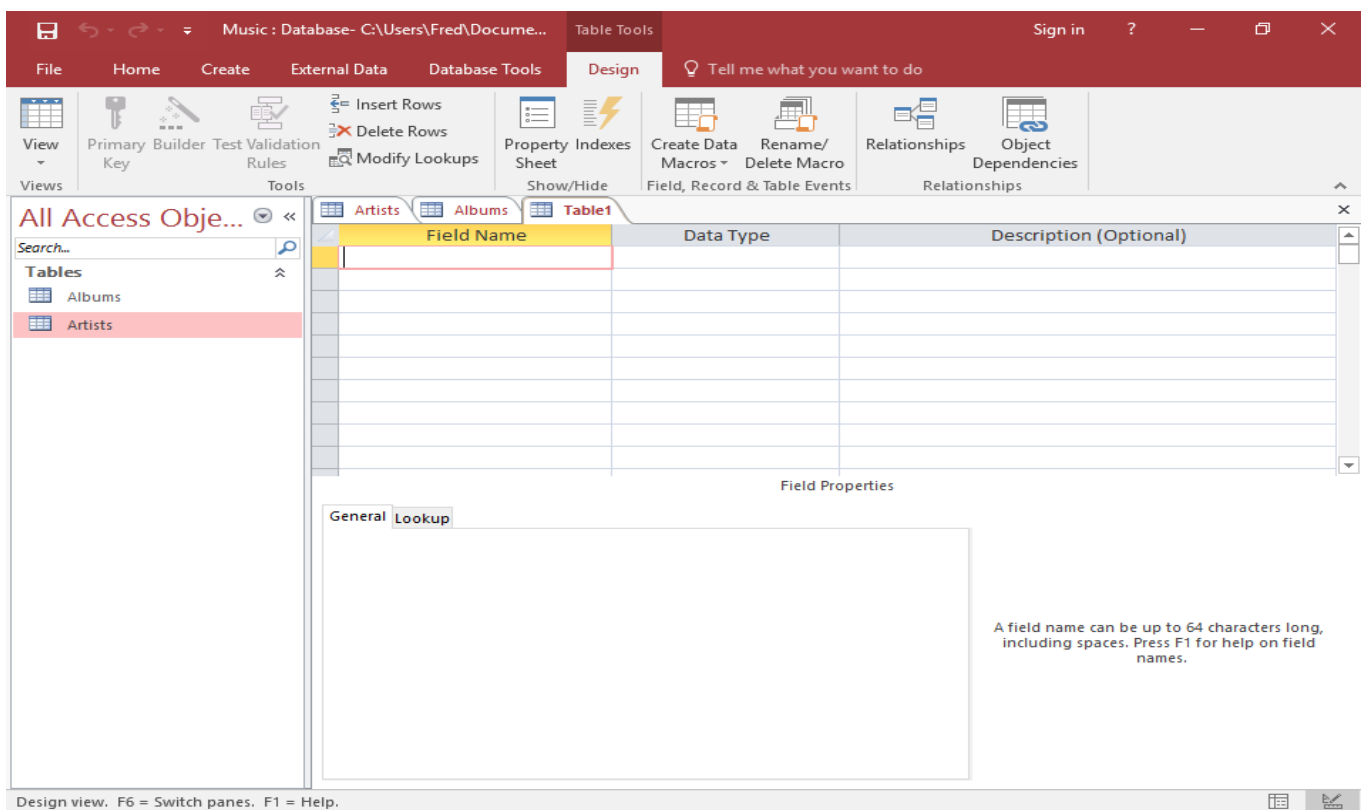 Music : Database- C:\Users\Fred\Docume... Table Tools Sign in ?
File Home Create External Data Database Tools Design Tell me what you want to do
View
Views
Primary Key
Builder
Test Validation Rules
Insert Rows
Delete Rows
Modify Lookups
Tools
Property Sheet
Indexes
Show/Hide
Create Data Macros
Rename/ Delete Macro
Field, Record & Table Events
Relationships
Object Dependencies
Relationships
All Access Obje...
Search...
Tables
Albums
Artists
Artists Albums Table1
Field Name Data Type Description (Optional)
Field Properties
General Lookup
A field name can be up to 64 characters long,
including spaces. Press F1 for help on field
names.
Design view. F6 = Switch panes. F1 = Help.